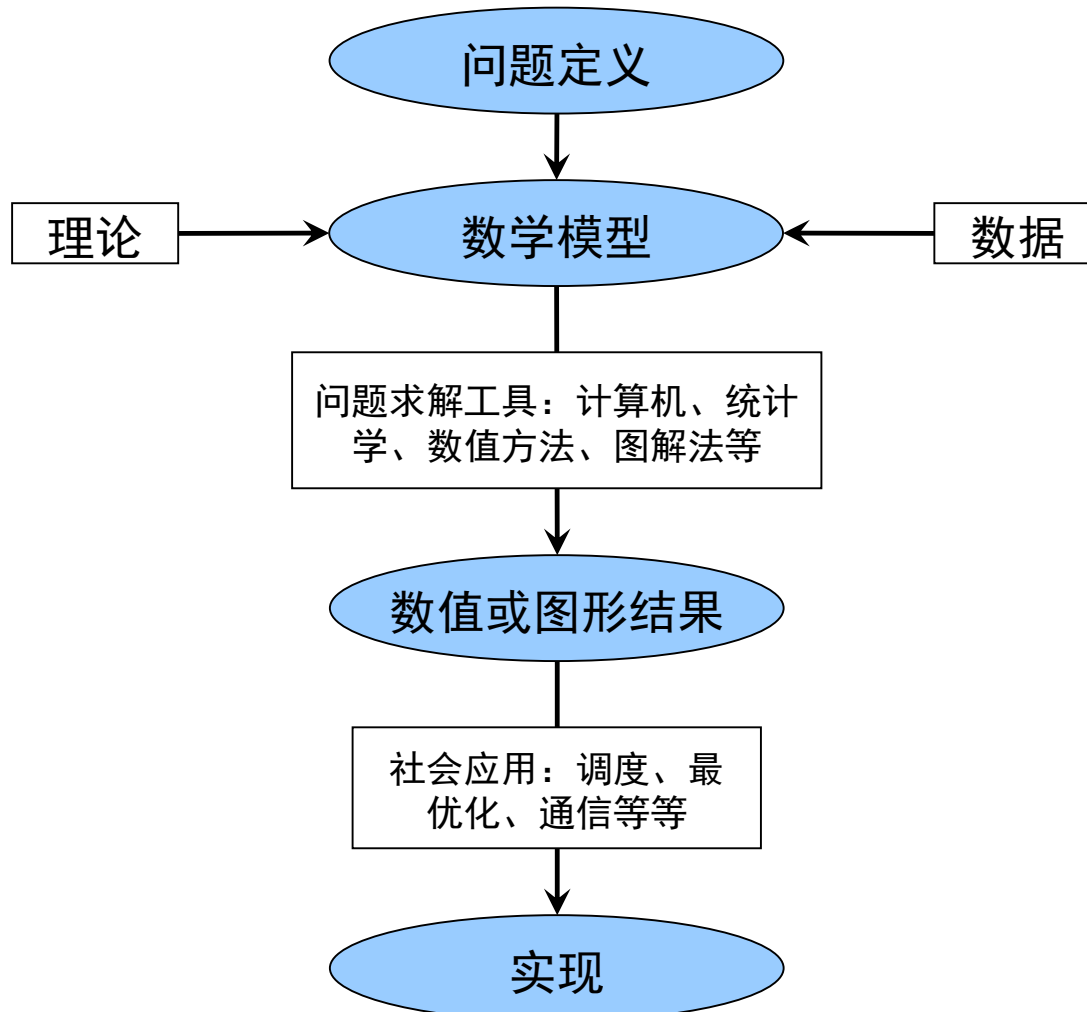 问题定义
理论
数学模型
数据
问题求解工具：计算机、统计
学、数值方法、图解法等
数值或图形结果
社会应用：调度、最
优化、通信等等
实现